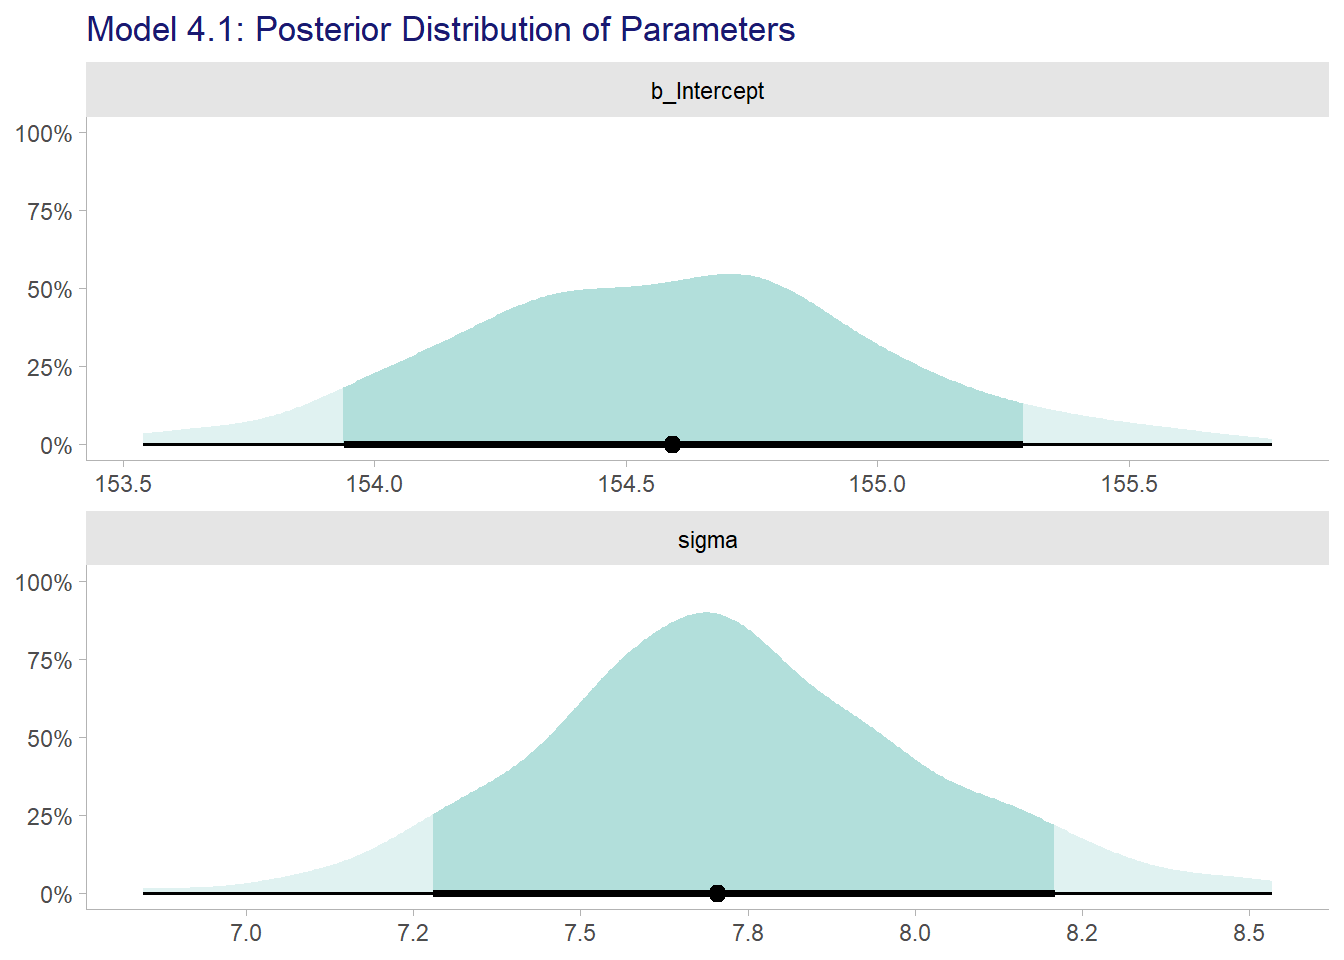 Model 4.1: Posterior Distribution of Parameters
b_Intercept
100%
75%
50%
25%
0%
153.5 154.0 154.5 155.0 155.5
sigma
100%
75%
50%
25%
0%
7.0 7.2 7.5 7.8 8.0 8.2 8.5